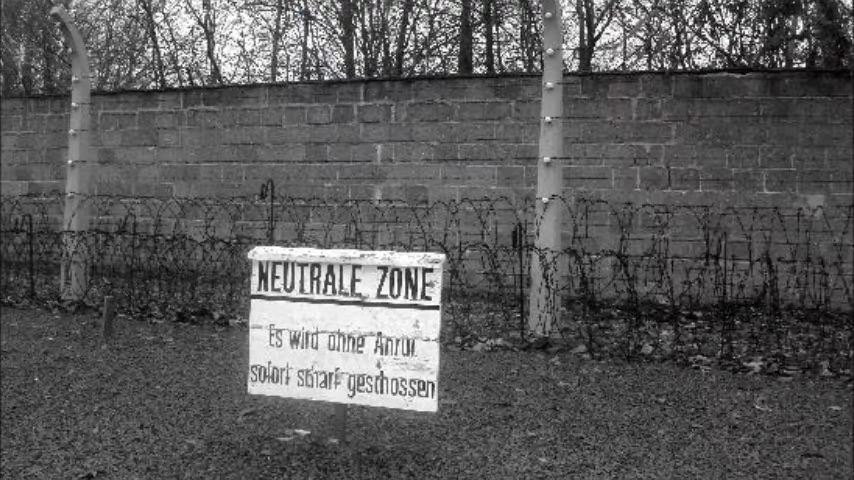 NEUTRALE ZONE
Es wird ohne Anruf
sofort scharf geschossen